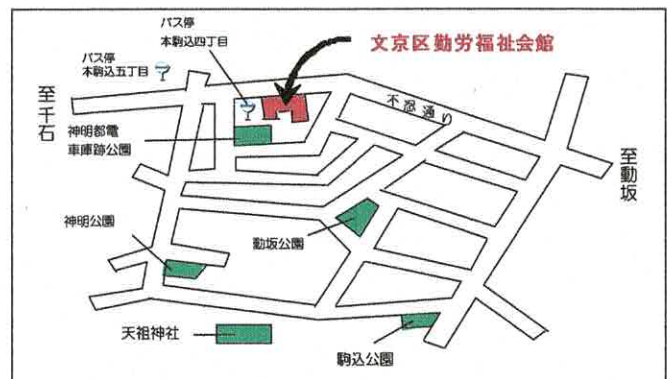 バス停
本駒込四丁目
文京区勤労福祉会館
バス停
本駒込五丁目
至千石
不忍通り
神明都電
車庫跡公園
至動坂
神明公園
動坂公園
天祖神社
駒込公園